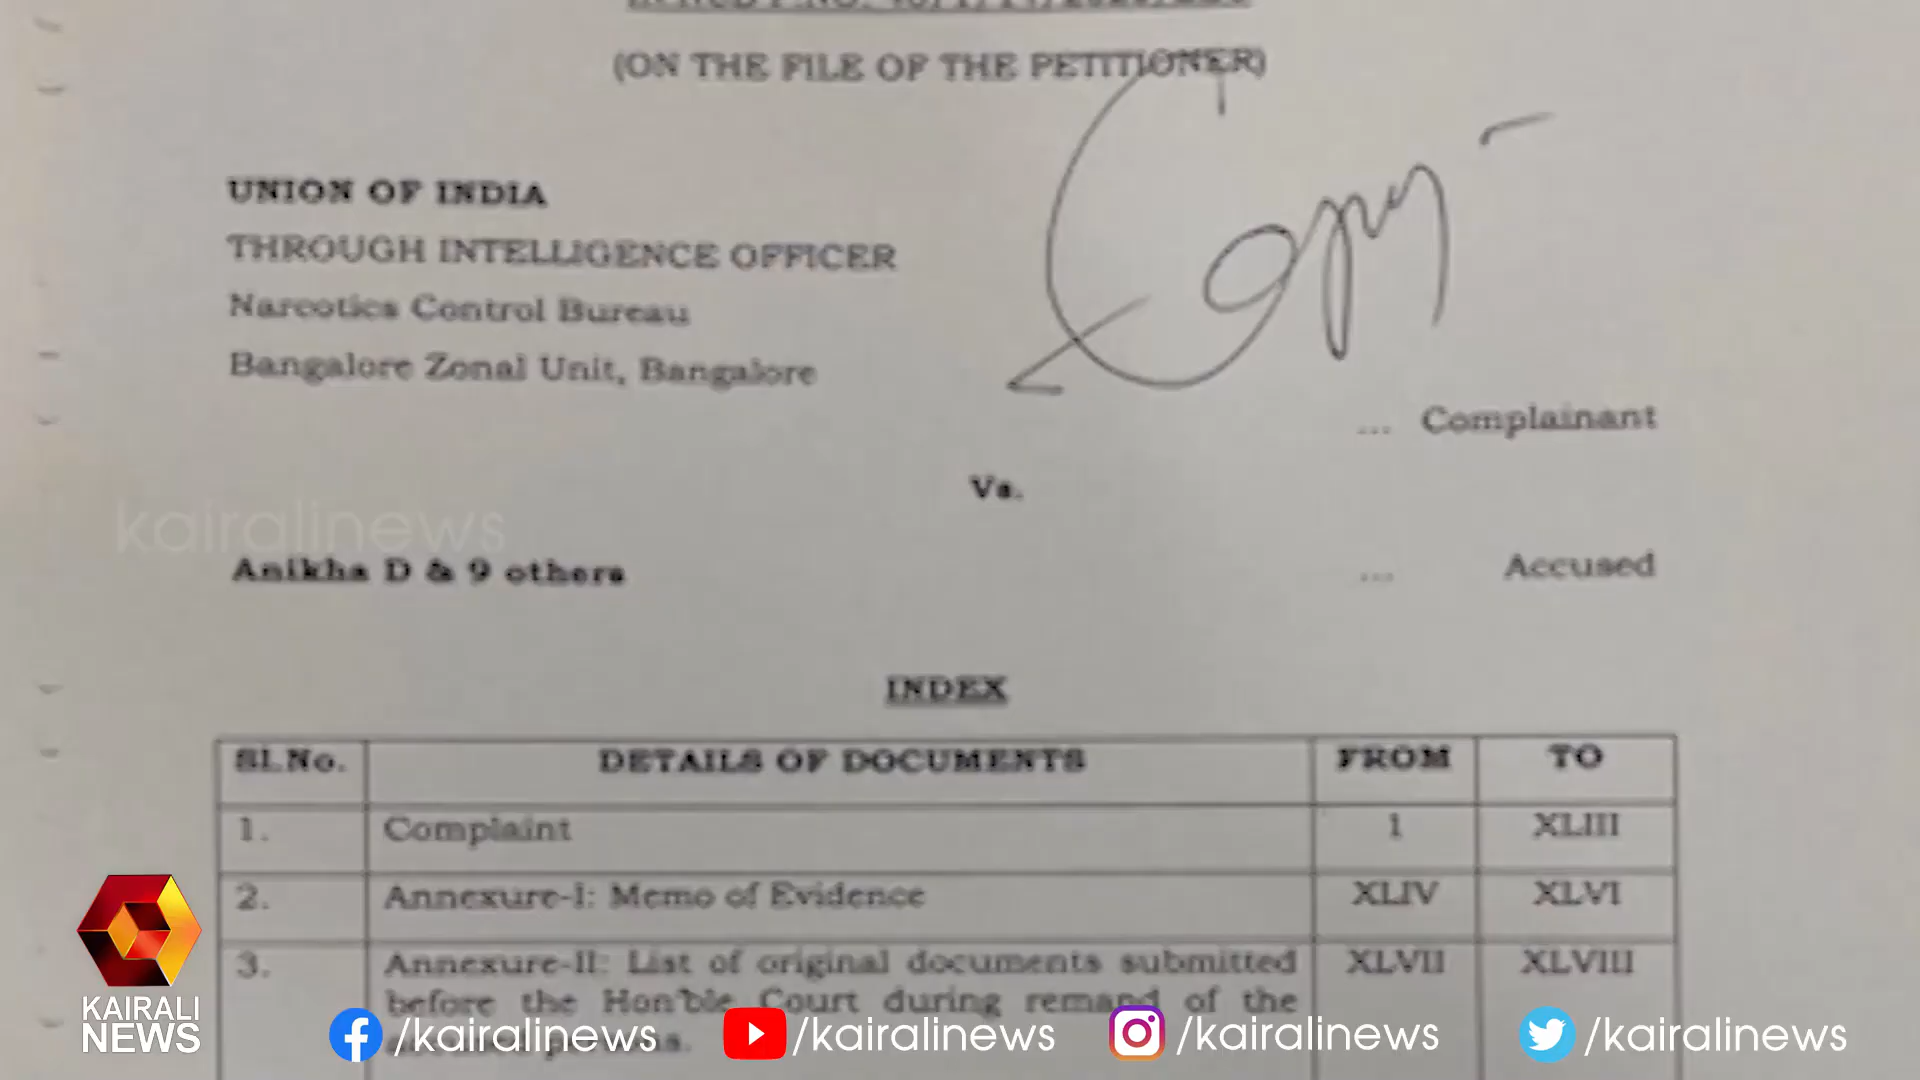 (ON THE FILE OF THE PETITIONER)
Copy
UNION OF INDIA
THROUGH INTELLIGENCE OFFICER
Narcotics Control Bureau
Bangalore Zonal Unit, Bangalore
... Complainant
Vs.
kairalinews
Anikha D & 9 others ... Accused
INDEX
Sl.No. DETAILS OF DOCUMENTS FROM TO
1. Complaint 1 XLIII
2. Annexure-I: Memo of Evidence XLIV XLVI
3. Annexure-II: List of original documents submitted XLVII XLVIII
before the Hon'ble Court during remand of the
KAIRALI
NEWS
/kairalinews /kairalinews /kairalinews /kairalinews